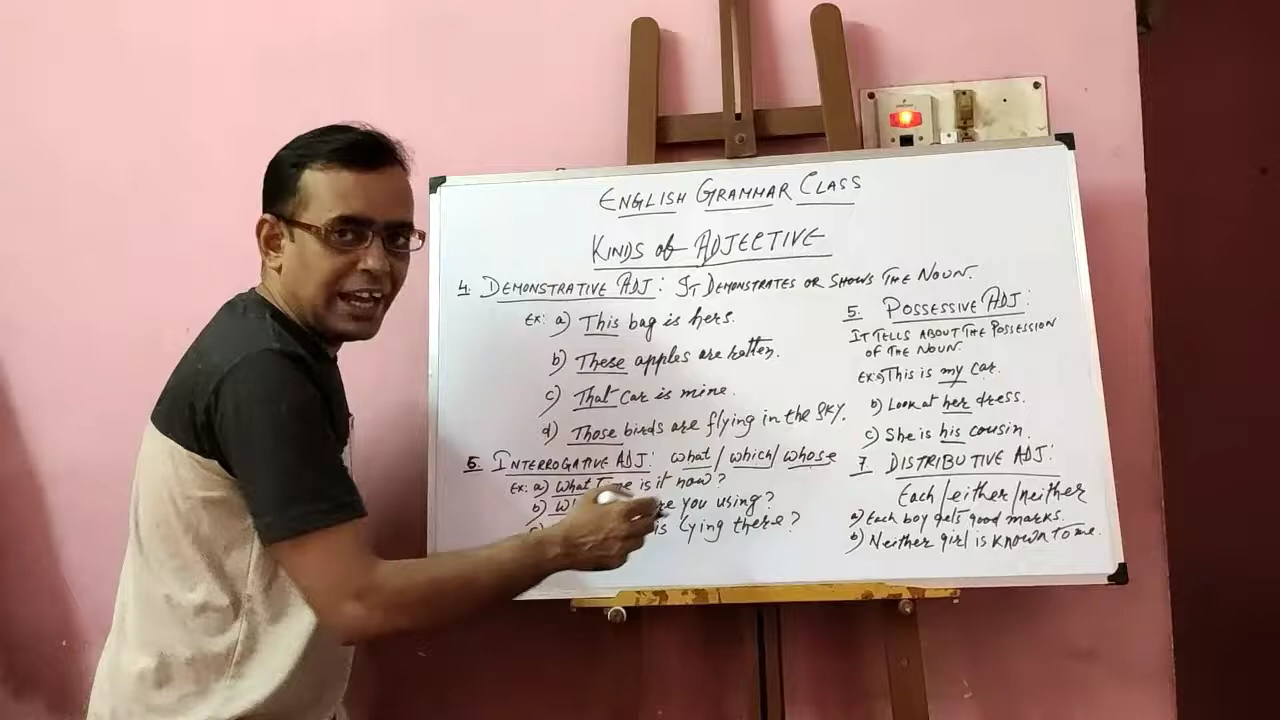 ENGLISH GRAMMAR CLASS
KINDS of ADJECTIVE
4. DEMONSTRATIVE ADJ: IT DEMONSTRATES OR SHOWS THE NOUN.
Ex: a) This bag is hers.
b) These apples are rotten.
c) That car is mine.
d) Those birds are flying in the SKY.
5. POSSESSIVE ADJ:
IT TELLS ABOUT THE POSSESSION
OF THE NOUN.
Ex: a) This is my car.
b) Look at her dress.
c) She is his cousin.
6. INTERROGATIVE ADJ: what / which / whose
Ex: a) What is it now?
b) you using?
is lying there?
7. DISTRIBUTIVE ADJ:
Each / either / neither
a) Each boy gets good marks.
b) Neither girl is known to me.